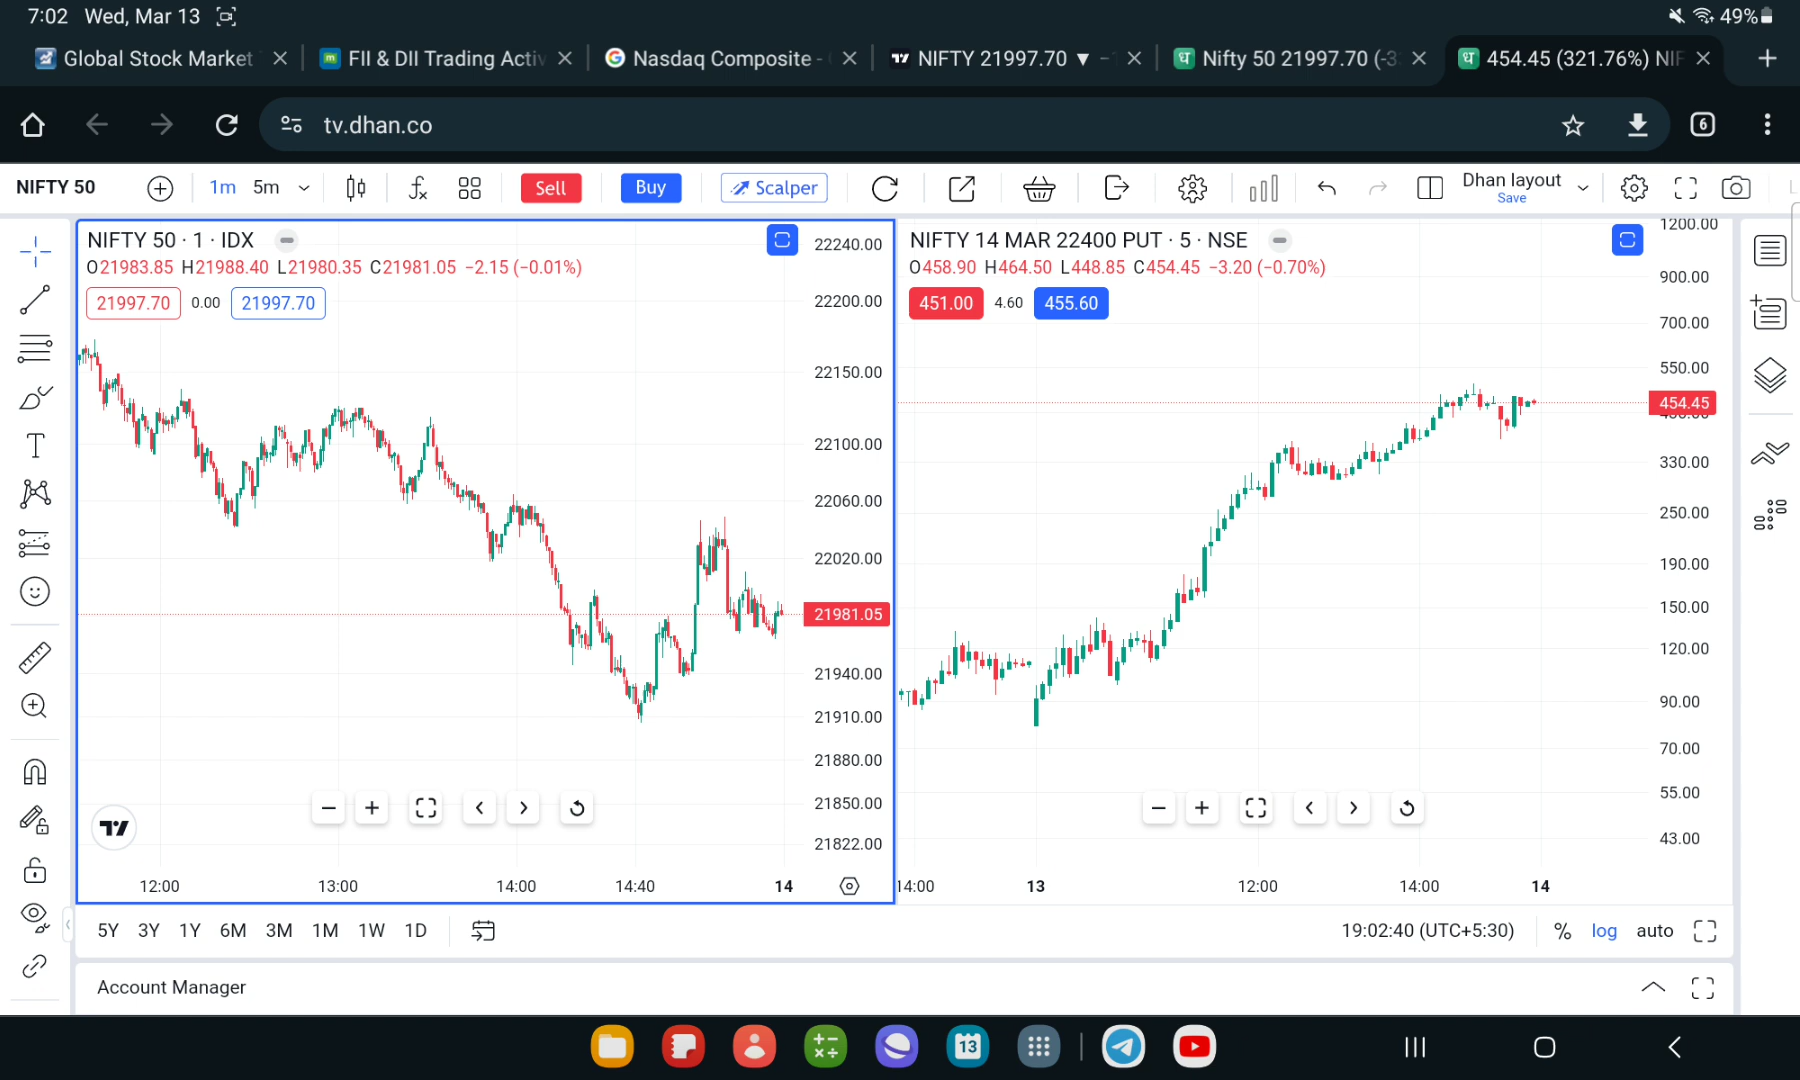 7:02 Wed, Mar 13 49%
Global Stock Market FII & DII Trading Activ Nasdaq Composite - NIFTY 21997.70 ▼ − Nifty 50 21997.70 (-3 454.45 (321.76%) NIF
tv.dhan.co 6
NIFTY 50 1m 5m Sell Buy Scalper Dhan layout
Save
NIFTY 50 · 1 · IDX
O21983.85 H21988.40 L21980.35 C21981.05 −2.15 (−0.01%)
21997.70 0.00 21997.70
22240.00
22200.00
22150.00
22100.00
22060.00
22020.00
21981.05
21940.00
21910.00
21880.00
21850.00
21822.00
12:00 13:00 14:00 14:40 14
NIFTY 14 MAR 22400 PUT · 5 · NSE
O458.90 H464.50 L448.85 C454.45 −3.20 (−0.70%)
451.00 4.60 455.60
1200.00
900.00
700.00
550.00
454.45
330.00
250.00
190.00
150.00
120.00
90.00
70.00
55.00
43.00
14:00 13 12:00 14:00 14
5Y 3Y 1Y 6M 3M 1M 1W 1D 19:02:40 (UTC+5:30) % log auto
Account Manager
13